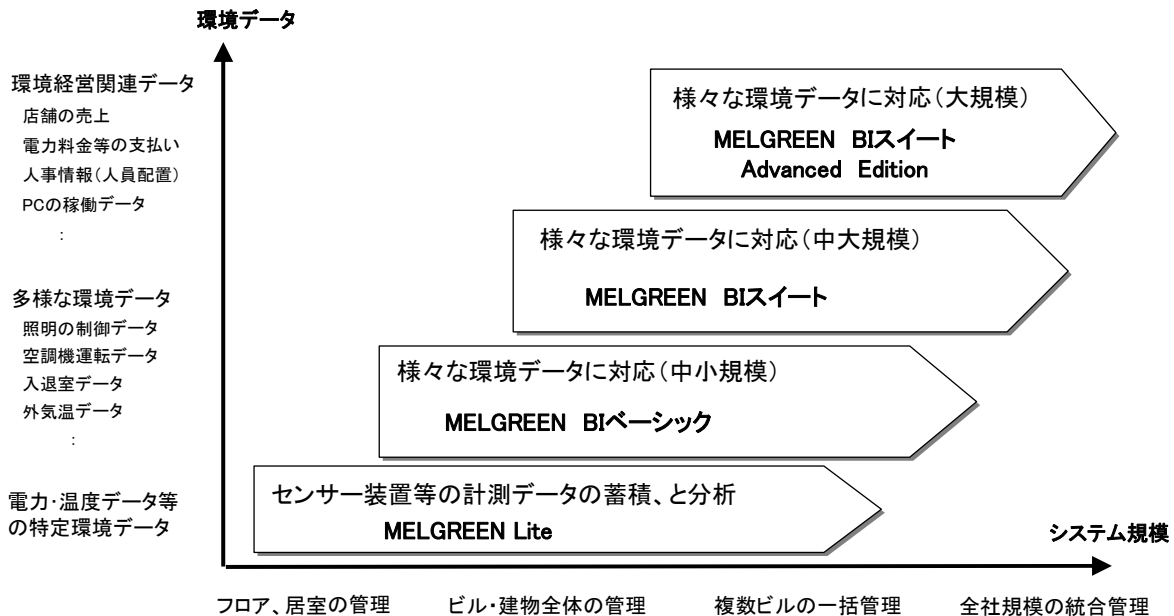 環境データ
環境経営関連データ
店舗の売上
電力料金等の支払い
人事情報(人員配置)
PCの稼働データ
:
様々な環境データに対応(大規模)
MELGREEN BIスイート
Advanced Edition
様々な環境データに対応(中大規模)
MELGREEN BIスイート
多様な環境データ
照明の制御データ
空調機運転データ
入退室データ
外気温データ
:
様々な環境データに対応(中小規模)
MELGREEN BIベーシック
電力・温度データ等
の特定環境データ
センサー装置等の計測データの蓄積、と分析
MELGREEN Lite
システム規模
フロア、居室の管理
ビル・建物全体の管理
複数ビルの一括管理
全社規模の統合管理